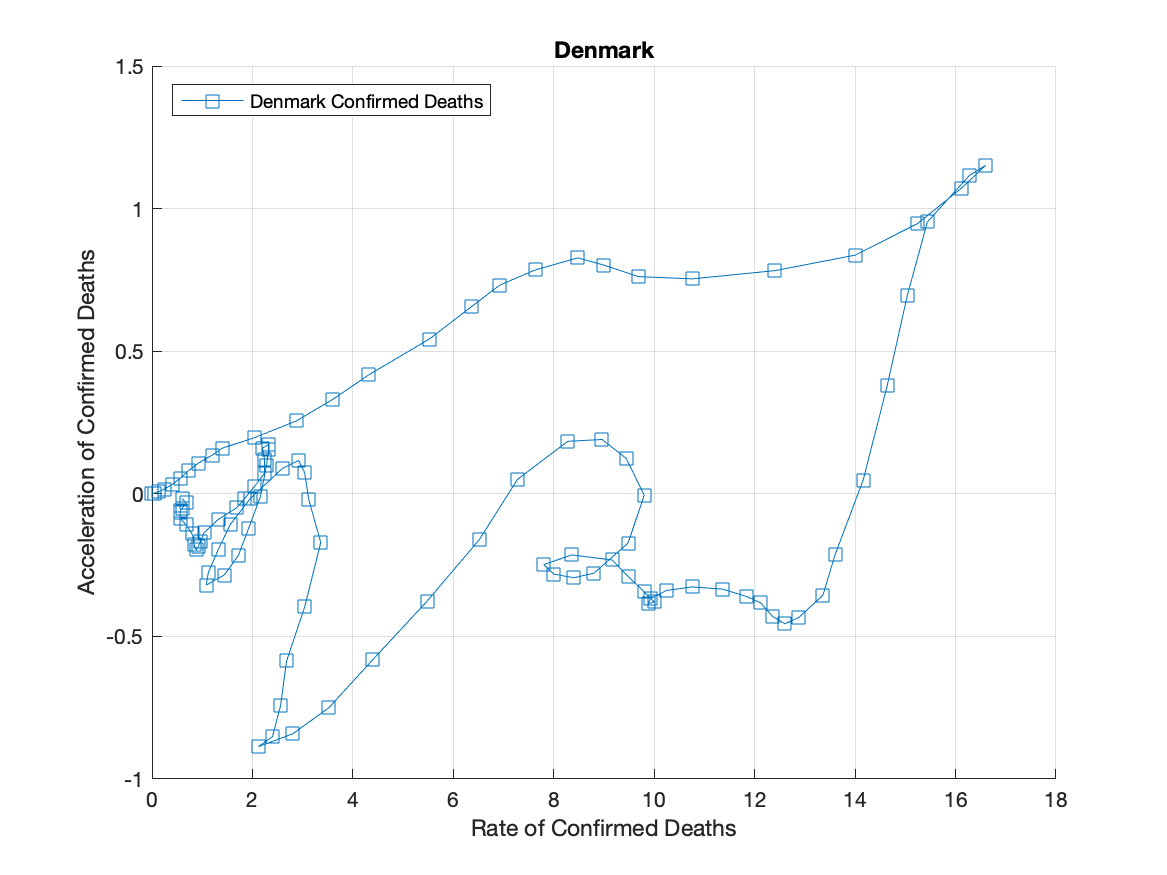 Denmark
1.5
Denmark Confirmed Deaths
1
0.5
0
-0.5
-1
Acceleration of Confirmed Deaths
0 2 4 6 8 10 12 14 16 18
Rate of Confirmed Deaths